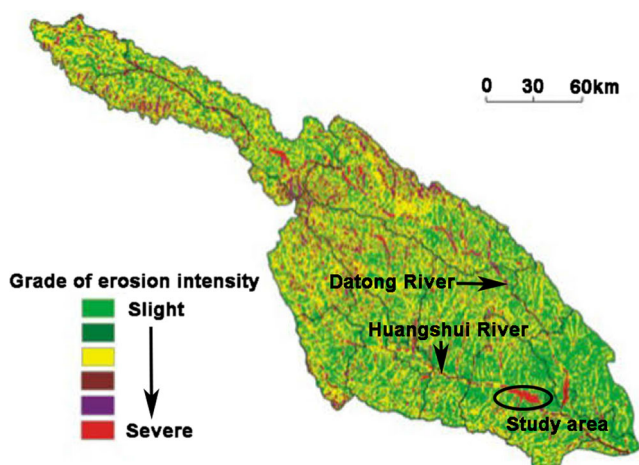 0 30 60km
Datong River
Grade of erosion intensity
Slight
Huangshui River
Severe
Study area